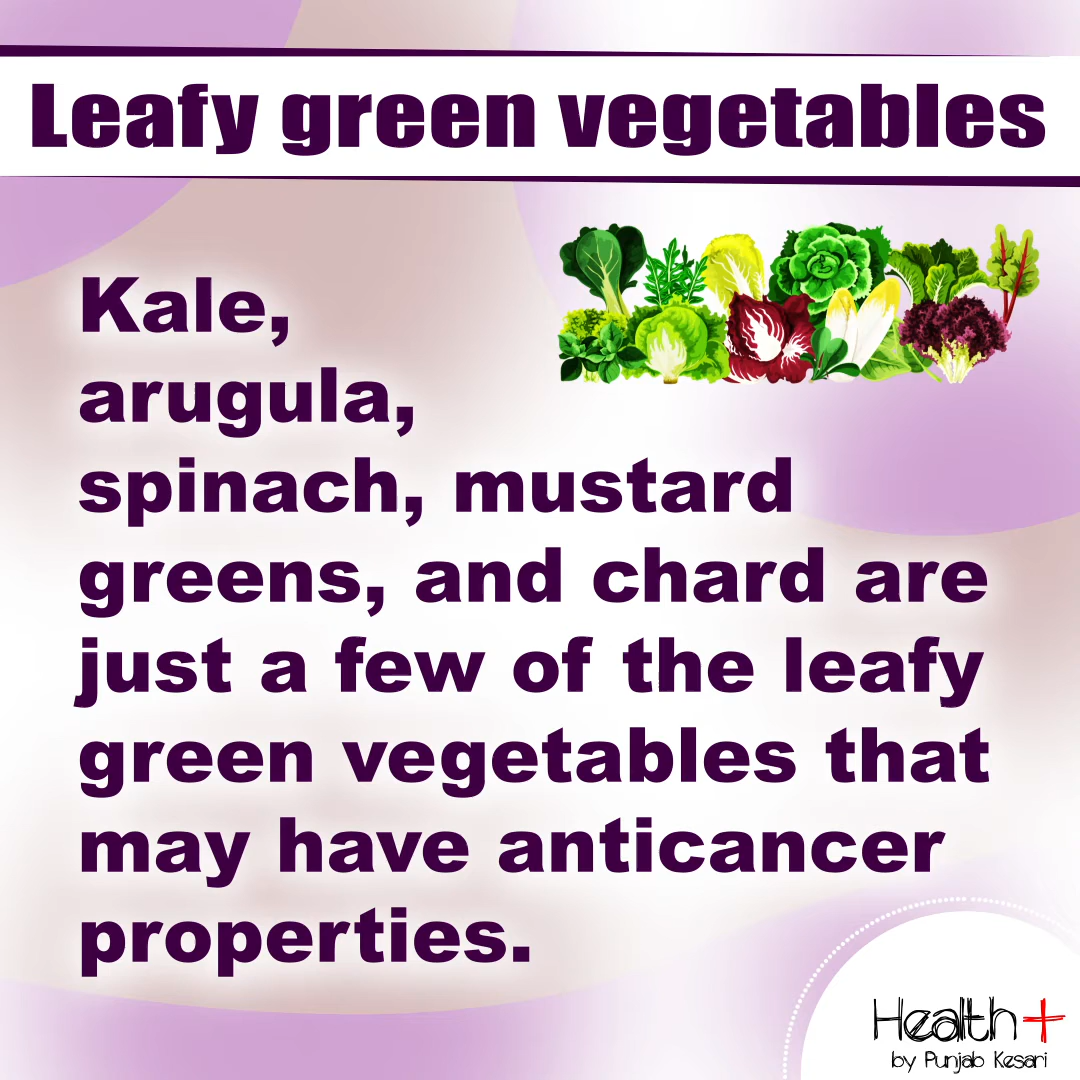 Leafy green vegetables
Kale,
arugula,
spinach, mustard
greens, and chard are
just a few of the leafy
green vegetables that
may have anticancer
properties.
Health+
by Punjab Kesari